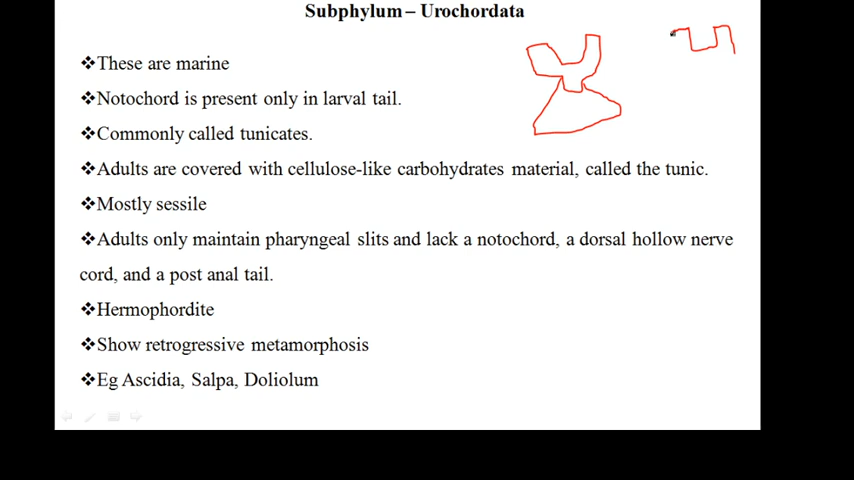 Subphylum – Urochordata
❖These are marine
❖Notochord is present only in larval tail.
❖Commonly called tunicates.
❖Adults are covered with cellulose-like carbohydrates material, called the tunic.
❖Mostly sessile
❖Adults only maintain pharyngeal slits and lack a notochord, a dorsal hollow nerve
cord, and a post anal tail.
❖Hermophordite
❖Show retrogressive metamorphosis
❖Eg Ascidia, Salpa, Doliolum